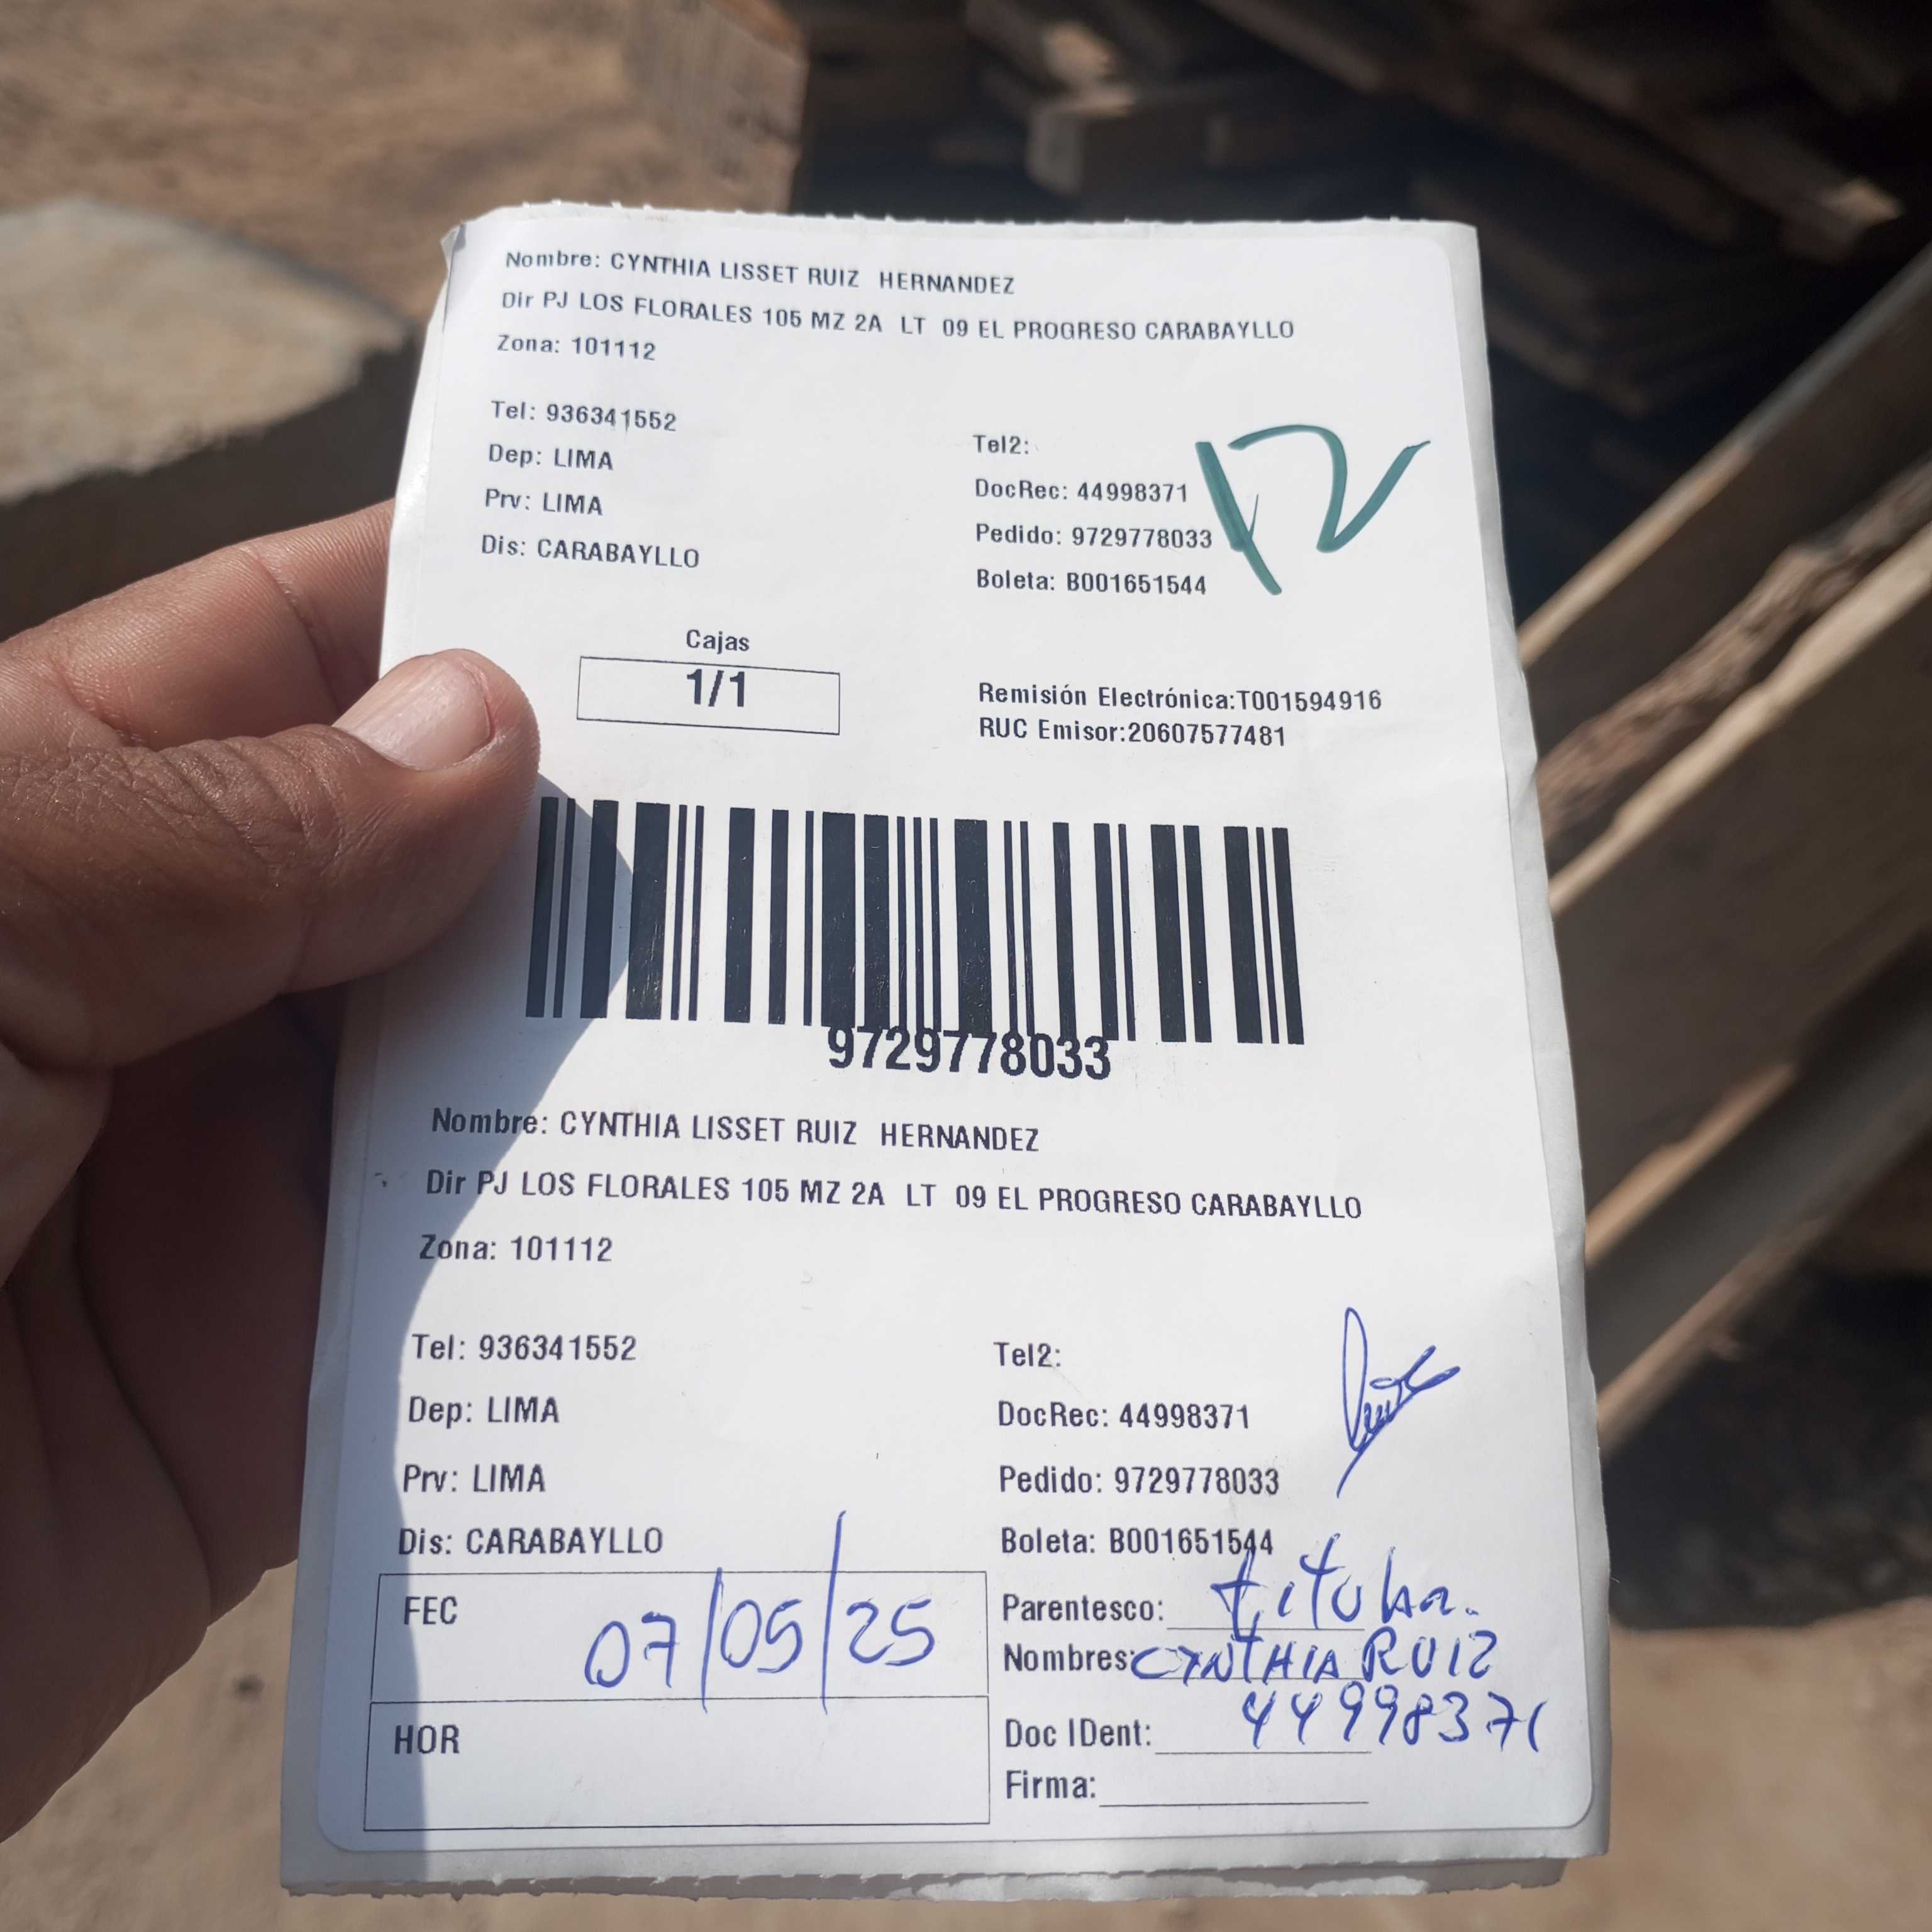 Nombre: CYNTHIA LISSET RUIZ HERNANDEZ
Dir PJ LOS FLORALES 105 MZ 2A LT 09 EL PROGRESO CARABAYLLO
Zona: 101112
Tel: 936341552
Dep: LIMA
Prv: LIMA
Dis: CARABAYLLO
Tel2:
DocRec: 44998371
Pedido: 9729778033
Boleta: B001651544
Cajas
1/1
Remisión Electrónica:T001594916
RUC Emisor:20607577481
9729778033
Nombre: CYNTHIA LISSET RUIZ HERNANDEZ
Dir PJ LOS FLORALES 105 MZ 2A LT 09 EL PROGRESO CARABAYLLO
Zona: 101112
Tel: 936341552
Dep: LIMA
Prv: LIMA
Dis: CARABAYLLO
Tel2:
DocRec: 44998371
Pedido: 9729778033
Boleta: B001651544
FEC 07/05/25
HOR
Parentesco: titular.
Nombres: CYNTHIA RUIZ
Doc IDent: 44998371
Firma: